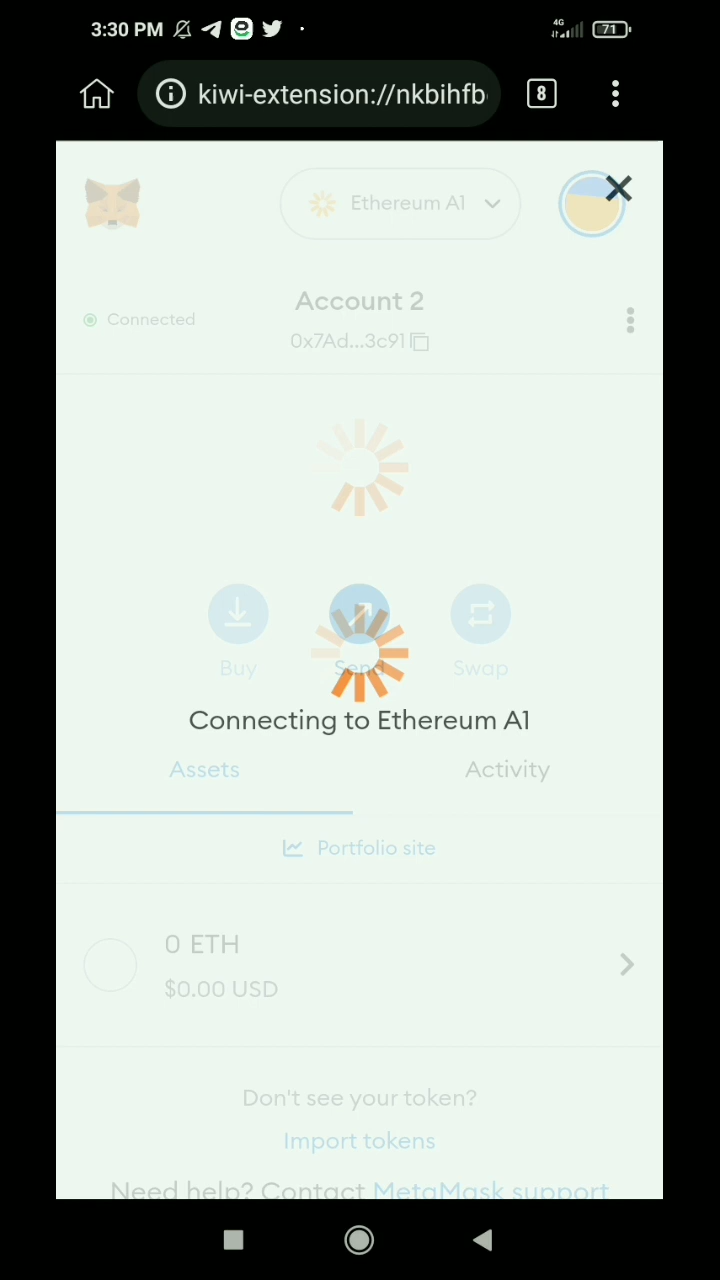 3:30 PM
4G
71
kiwi-extension://nkbihfb
8
Ethereum A1
Connected
Account 2
0x7Ad...3c91
Buy
Send
Swap
Connecting to Ethereum A1
Assets
Activity
Portfolio site
0 ETH
$0.00 USD
Don't see your token?
Import tokens
Need help? Contact MetaMask support